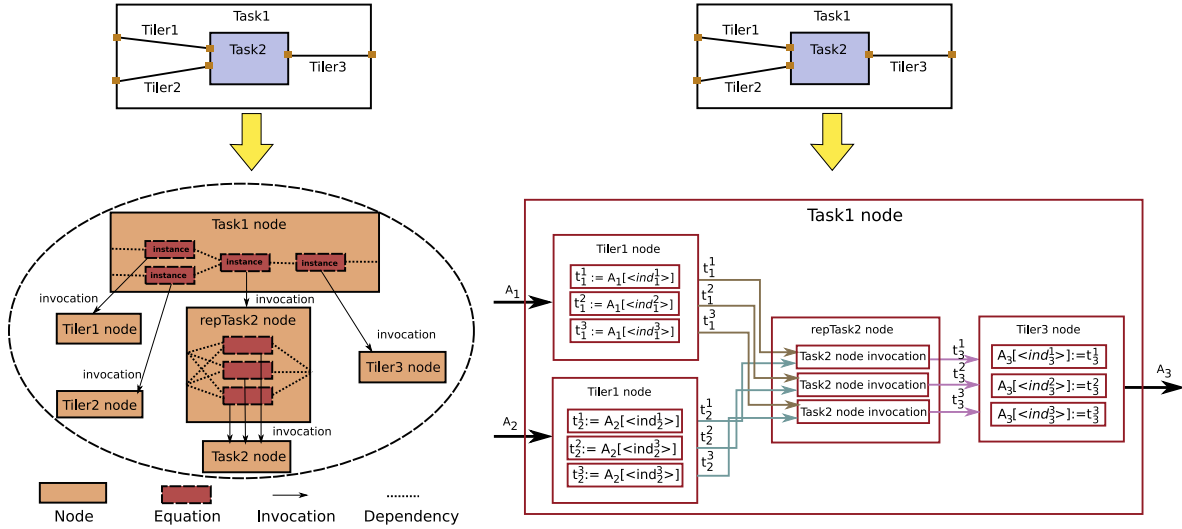 Task1
Tiler1
Task2
Tiler2
Tiler3
Task1
Tiler1
Task2
Tiler2
Tiler3
Task1 node
instance
instance
instance
instance
invocation
invocation
invocation
invocation
invocation
Tiler1 node
Tiler2 node
repTask2 node
Tiler3 node
Task2 node
Node
Equation
Invocation
Dependency
Task1 node
A₁
A₂
Tiler1 node
t₁¹ := A₁[<ind₁¹>]
t₁² := A₁[<ind₁²>]
t₁³ := A₁[<ind₁³>]
t₁¹
t₁²
t₁³
Tiler1 node
t₂¹:= A₂[<ind₂¹>]
t₂²:= A₂[<ind₂³>]
t₂³:= A₂[<ind₂³>]
t₂¹
t₂²
t₂³
repTask2 node
Task2 node invocation
Task2 node invocation
Task2 node invocation
t₃¹
t₃²
t₃³
Tiler3 node
A₃[<ind₃¹>]:=t₃¹
A₃[<ind₃²>]:=t₃²
A₃[<ind₃³>]:=t₃³
A₃